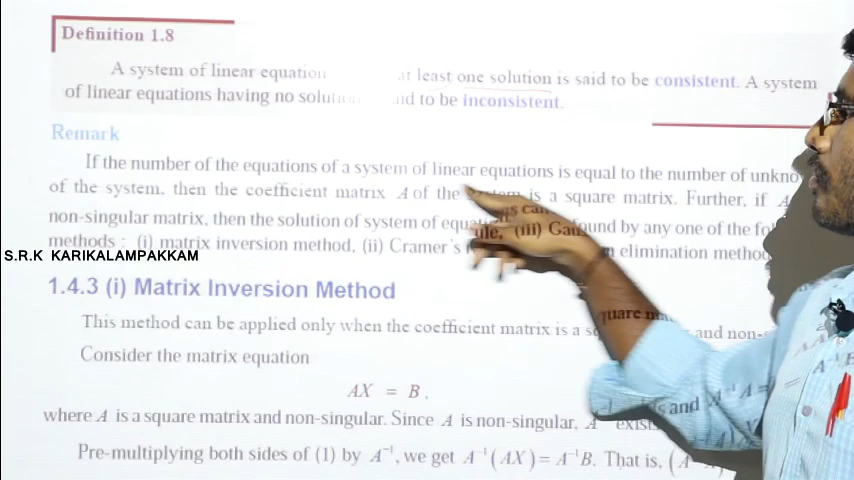 Definition 1.8
A system of linear equation at least one solution is said to be consistent. A system
of linear equations having no solution to be inconsistent.
Remark
If the number of the equations of a system of linear equations is equal to the number of
of the system, then the coefficient matrix A of the system is a square matrix. Further, if A
non-singular matrix, then the solution of system of found by any one of the
methods : (i) matrix inversion method, (ii) Cramer's (iii) elimination method
S.R.K KARIKALAMPAKKAM
1.4.3 (i) Matrix Inversion Method
This method can be applied only when the coefficient matrix is a and
Consider the matrix equation
AX = B,
where A is a square matrix and non-singular. Since A is non-singular,
Pre-multiplying both sides of (1) by A⁻¹, we get A⁻¹(AX) = A⁻¹B. That is,